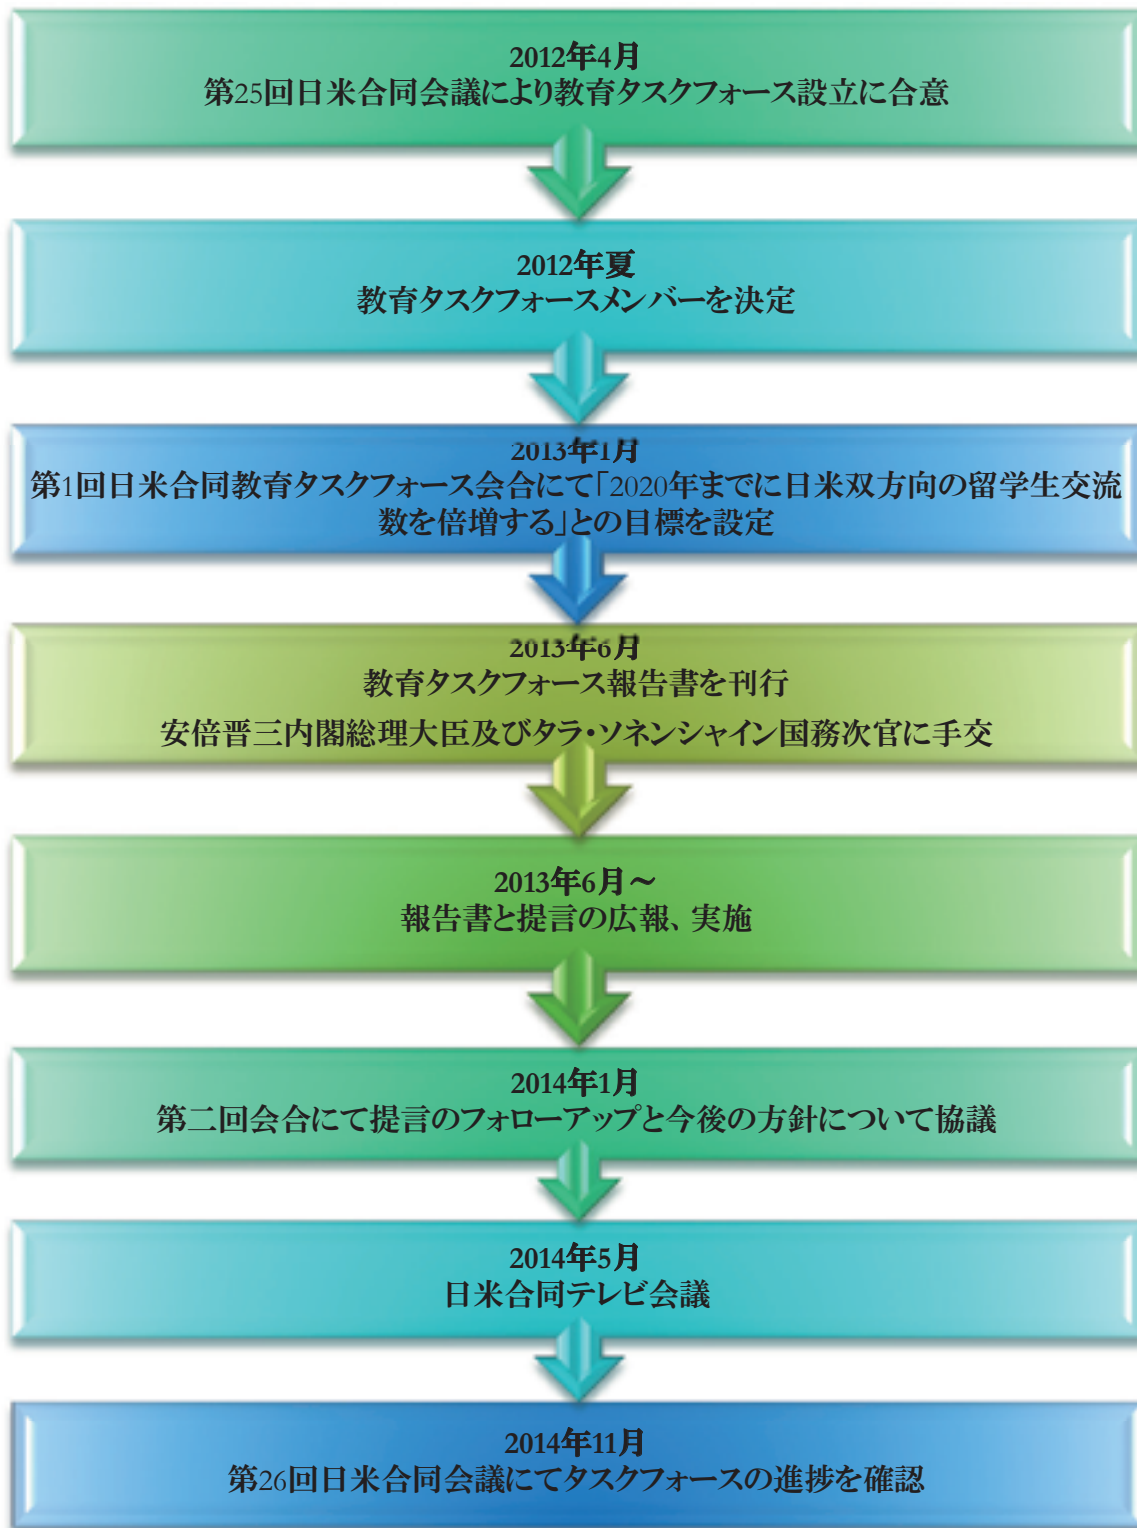 2012年4月
第25回日米合同会議により教育タスクフォース設立に合意
2012年夏
教育タスクフォースメンバーを決定
2013年1月
第1回日米合同教育タスクフォース会合にて「2020年までに日米双方向の留学生交流
数を倍増する」との目標を設定
2013年6月
教育タスクフォース報告書を刊行
安倍晋三内閣総理大臣及びタラ・ソネンシャイン国務次官に手交
2013年6月～
報告書と提言の広報、実施
2014年1月
第二回会合にて提言のフォローアップと今後の方針について協議
2014年5月
日米合同テレビ会議
2014年11月
第26回日米合同会議にてタスクフォースの進捗を確認